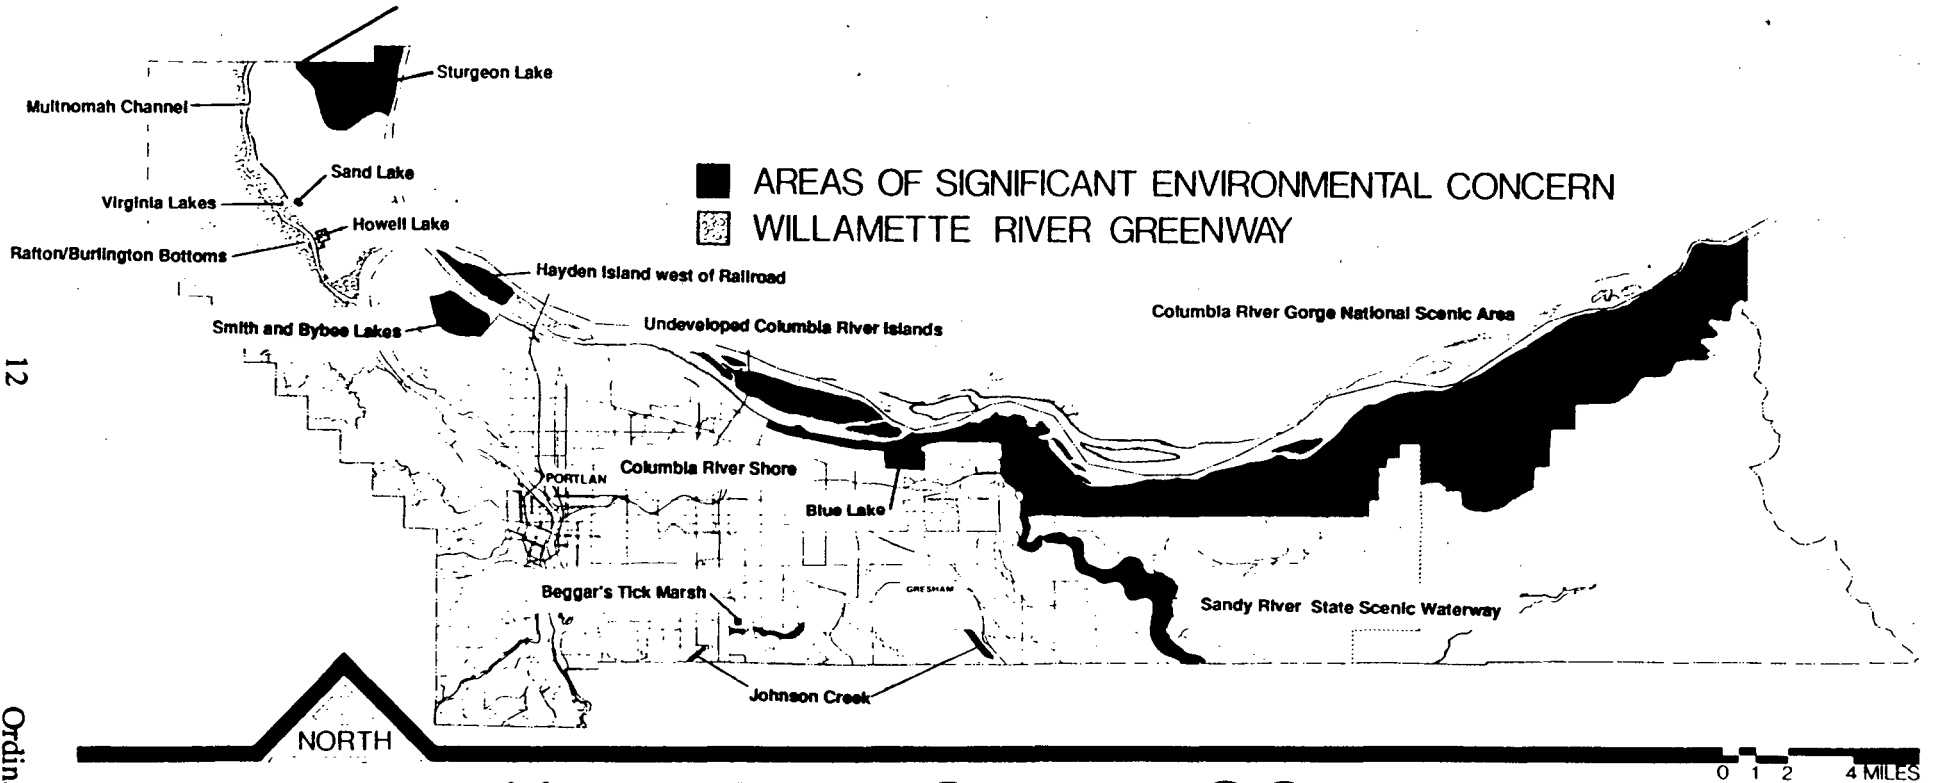 Sturgeon Lake
Multnomah Channel
Sand Lake
Virginia Lakes
Howell Lake
Rafton/Burlington Bottoms
AREAS OF SIGNIFICANT ENVIRONMENTAL CONCERN
WILLAMETTE RIVER GREENWAY
Hayden Island west of Railroad
Smith and Bybee Lakes
Undeveloped Columbia River Islands
Columbia River Gorge National Scenic Area
Columbia River Shore
PORTLAN
Blue Lake
Beggar's Tick Marsh
GRESHAM
Sandy River State Scenic Waterway
Johnson Creek
NORTH
0 1 2 4 MILES
12
Ordin